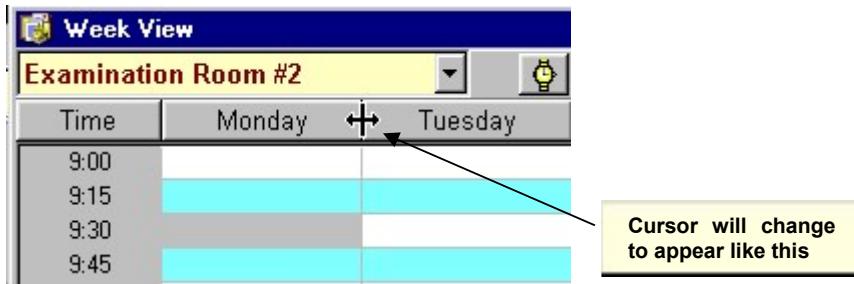 Week View
Examination Room #2
Time Monday Tuesday
9:00
9:15
9:30
9:45
Cursor will change
to appear like this